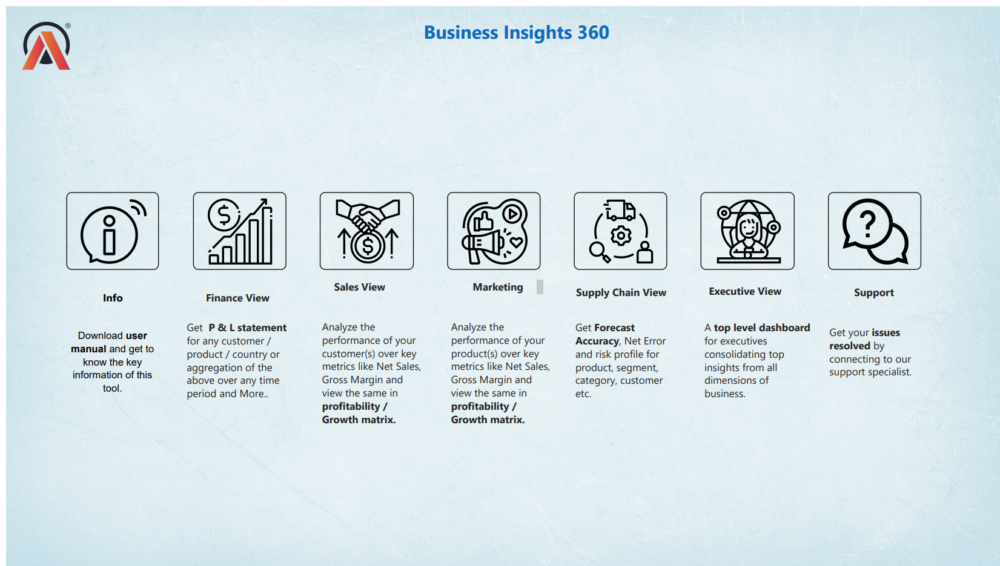 ®
Business Insights 360
Info
Download user
manual and get to
know the key
information of this
tool.
Finance View
Get  P & L statement
for any customer /
product / country or
aggregation of the
above over any time
period and More..
Sales View
Analyze the
performance of your
customer(s) over key
metrics like Net Sales,
Gross Margin and
view the same in
profitability /
Growth matrix.
Marketing
Analyze the
performance of your
product(s) over key
metrics like Net Sales,
Gross Margin and
view the same in
profitability /
Growth matrix.
Supply Chain View
Get Forecast
Accuracy, Net Error
and risk profile for
product, segment,
category, customer
etc.
Executive View
A top level dashboard
for executives
consolidating top
insights from all
dimensions of
business.
Support
Get your issues
resolved by
connecting to our
support specialist.